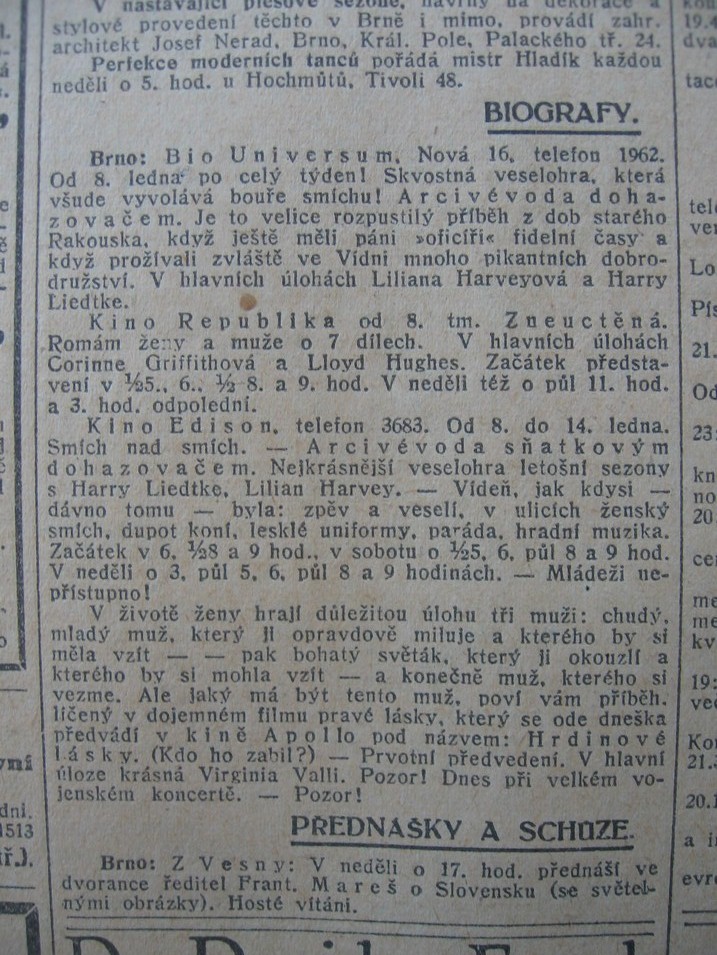 V nastávající plesové sezoně, návrhy na dekorace a
stylové provedení těchto v Brně i mimo, provádí zahr.
architekt Josef Nerad, Brno, Král. Pole, Palackého tř. 24.
Perfekce moderních tanců pořádá mistr Hladík každou
neděli o 5. hod. u Hochmůtů, Tivoli 48.
BIOGRAFY.
Brno: Bio Universum, Nová 16, telefon 1962.
Od 8. ledna po celý týden! Skvostná veselohra, která
všude vyvolává bouře smíchu! Arcivévoda doha-
zovačem. Je to velice rozpustilý příběh z dob starého
Rakouska, když ještě měli páni »oficíři« fidelní časy a
když prožívali zvláště ve Vídni mnoho pikantních dobro-
družství. V hlavních úlohách Liliana Harveyová a Harry
Liedtke.
Kino Republika od 8. tm. Zneuctěná.
Romám ženy a muže o 7 dílech. V hlavních úlohách
Corinne Griffithová a Lloyd Hughes. Začátek předsta-
vení v ½5., 6., ½ 8. a 9. hod. V neděli též o půl 11. hod.
a 3. hod. odpolední.
Kino Edison, telefon 3683. Od 8. do 14. ledna.
Smích nad smích. — Arcivévoda sňatkovým
dohazovačem. Nejkrásnější veselohra letošní sezony
s Harry Liedtke, Lilian Harvey. — Vídeň, jak kdysi —
dávno tomu — byla: zpěv a veselí, v ulicích ženský
smích, dupot koní, lesklé uniformy, paráda, hradní muzika.
Začátek v 6, ½8 a 9 hod., v sobotu o ½5, 6, půl 8 a 9 hod.
V neděli o 3, půl 5, 6, půl 8 a 9 hodinách. — Mládeži ne-
přístupno!
V životě ženy hrají důležitou úlohu tři muži: chudý,
mladý muž, který ji opravdově miluje a kterého by si
měla vzít — — pak bohatý světák, který ji okouzlí a
kterého by si mohla vzít — a konečně muž, kterého si
vezme. Ale jaký má být tento muž, poví vám příběh,
líčený v dojemném filmu pravé lásky, který se ode dneška
předvádí v kině Apollo pod názvem: Hrdinové
lásky. (Kdo ho zabil?) — Prvotní předvedení. V hlavní
úloze krásná Virginia Valli. Pozor! Dnes při velkém vo-
jenském koncertě. — Pozor!
PŘEDNÁŠKY A SCHŮZE.
Brno: Z Vesny: V neděli o 17. hod. přednáší ve
dvorance ředitel Frant. Mareš o Slovensku (se světel-
nými obrázky). Hosté vítáni.